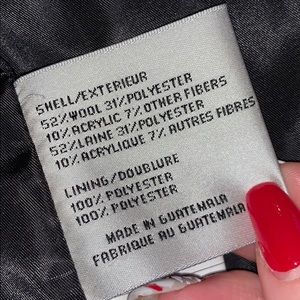 SHELL/EXTERIEUR
52% WOOL 31% POLYESTER
10% ACRYLIC 7% OTHER FIBERS
52% LAINE 31% POLYESTER
10% ACRYLIQUE 7% AUTRES FIBRES
LINING/DOUBLURE
100% POLYESTER
100% POLYESTER
MADE IN GUATEMALA
FABRIQUE AU GUATEMALA